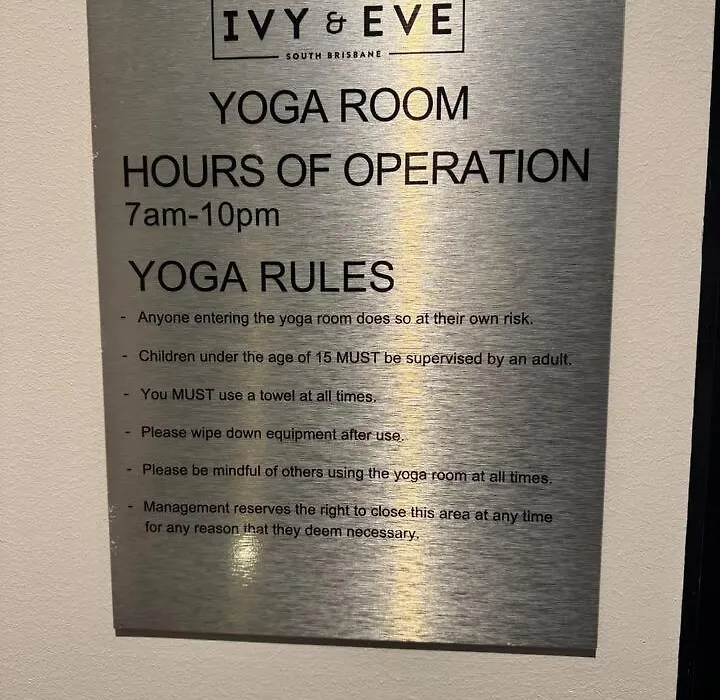 IVY & EVE
SOUTH BRISBANE
YOGA ROOM
HOURS OF OPERATION
7am-10pm
YOGA RULES
- Anyone entering the yoga room does so at their own risk.
- Children under the age of 15 MUST be supervised by an adult.
- You MUST use a towel at all times.
- Please wipe down equipment after use.
- Please be mindful of others using the yoga room at all times.
- Management reserves the right to close this area at any time
for any reason that they deem necessary.